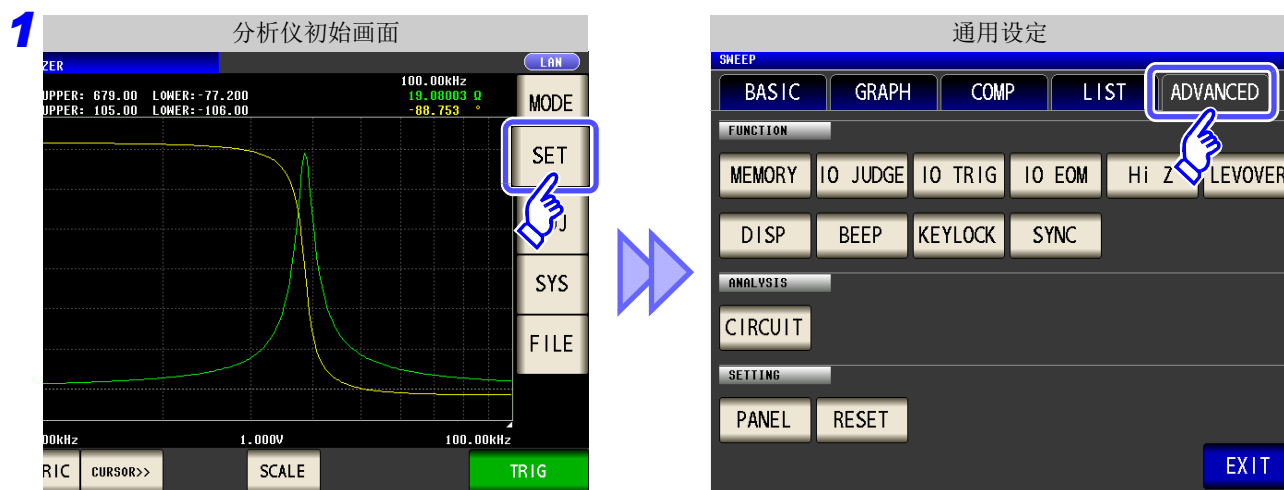 1
分析仪初始画面
ZER
LAN
100.00kHz
UPPER: 679.00 LOWER:-77.200 19.08003 Ω
UPPER: 105.00 LOWER:-106.00 -88.753 °
MODE
SET
SYS
FILE
00kHz 1.000V 100.00kHz
RIC CURSOR>> SCALE TRIG
通用设定
SWEEP
BASIC GRAPH COMP LIST ADVANCED
FUNCTION
MEMORY IO JUDGE IO TRIG IO EOM Hi Z LEVOVER
DISP BEEP KEYLOCK SYNC
ANALYSIS
CIRCUIT
SETTING
PANEL RESET
EXIT